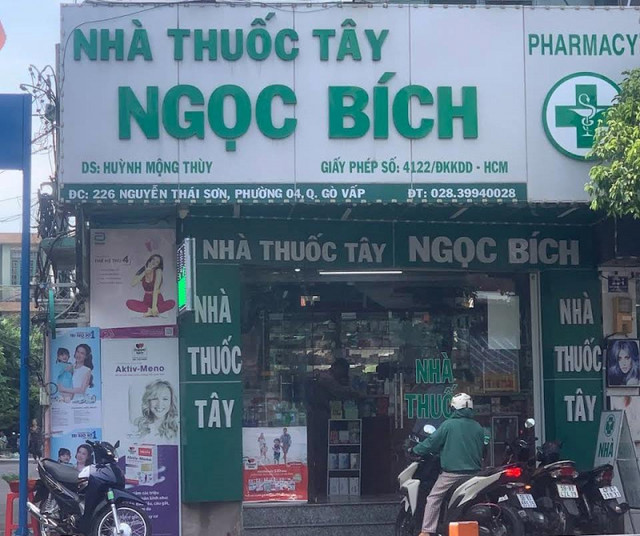 NHÀ THUỐC TÂY
PHARMACY
NGỌC BÍCH
DS: HUỲNH MỘNG THÙY
GIẤY PHÉP SỐ: 4122/ĐKKDD - HCM
ĐC: 226 NGUYỄN THÁI SƠN, PHƯỜNG 04, Q. GÒ VẤP
ĐT: 028.39940028
NHÀ THUỐC TÂY NGỌC BÍCH
NHÀ
THUỐC
TÂY
NHÀ
THUỐC
NHÀ
THUỐC
TÂY
Aktiv-Meno
NHÀ